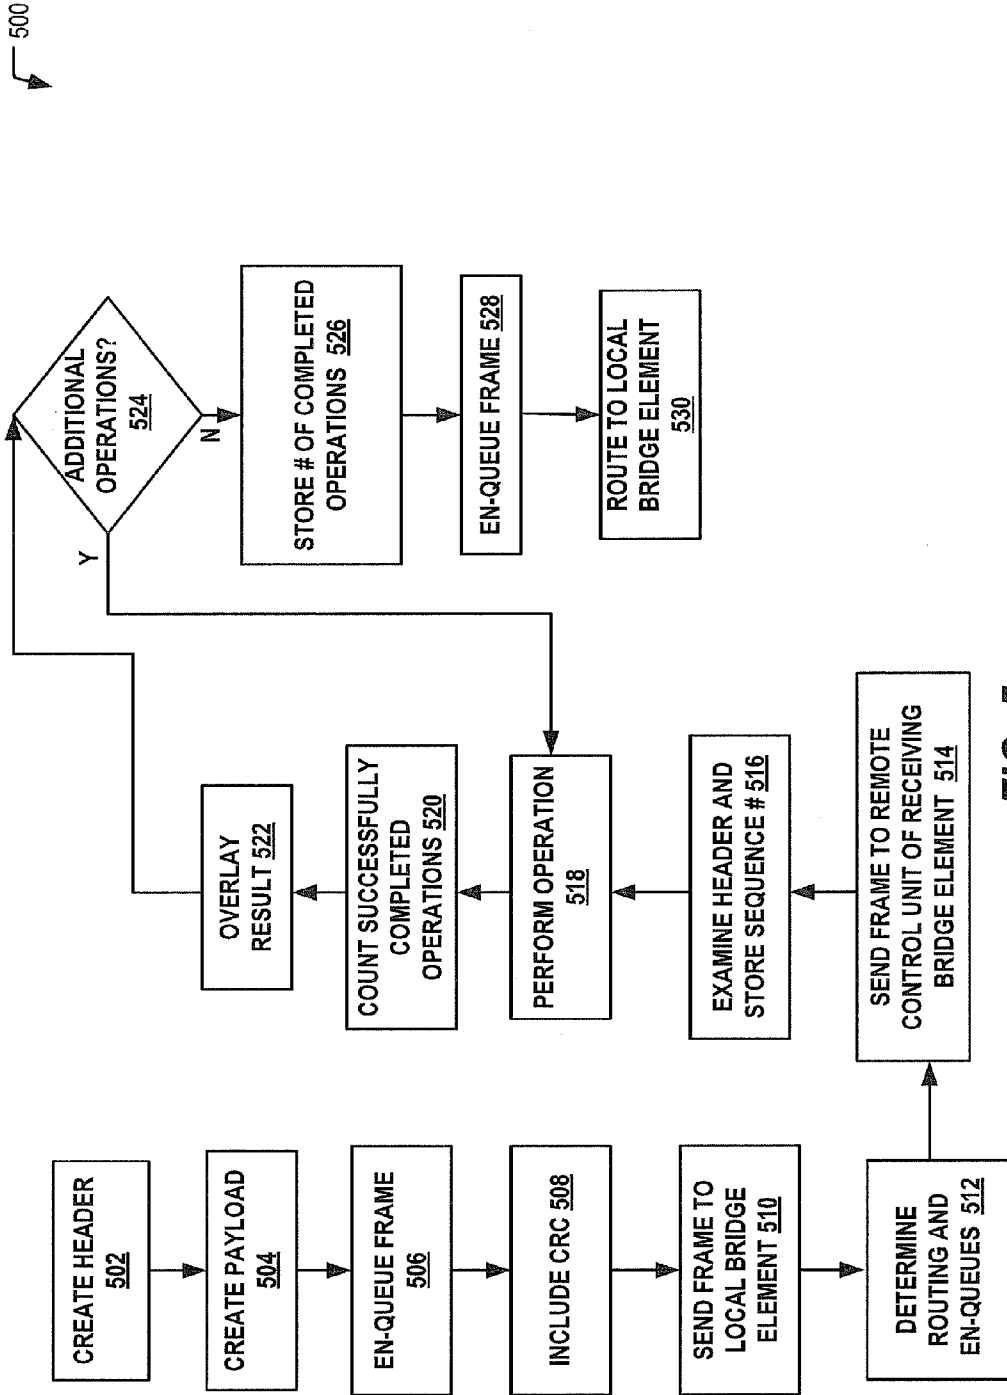 500
CREATE HEADER
502
CREATE PAYLOAD
504
EN-QUEUE FRAME
506
INCLUDE CRC 508
SEND FRAME TO
LOCAL BRIDGE
ELEMENT 510
DETERMINE
ROUTING AND
EN-QUEUES 512
SEND FRAME TO REMOTE
CONTROL UNIT OF RECEIVING
BRIDGE ELEMENT 514
EXAMINE HEADER AND
STORE SEQUENCE # 516
PERFORM OPERATION
518
COUNT SUCCESSFULLY
COMPLETED
OPERATIONS 520
OVERLAY
RESULT 522
ADDITIONAL
OPERATIONS?
524
Y
N
STORE # OF COMPLETED
OPERATIONS 526
EN-QUEUE FRAME 528
ROUTE TO LOCAL
BRIDGE ELEMENT
530